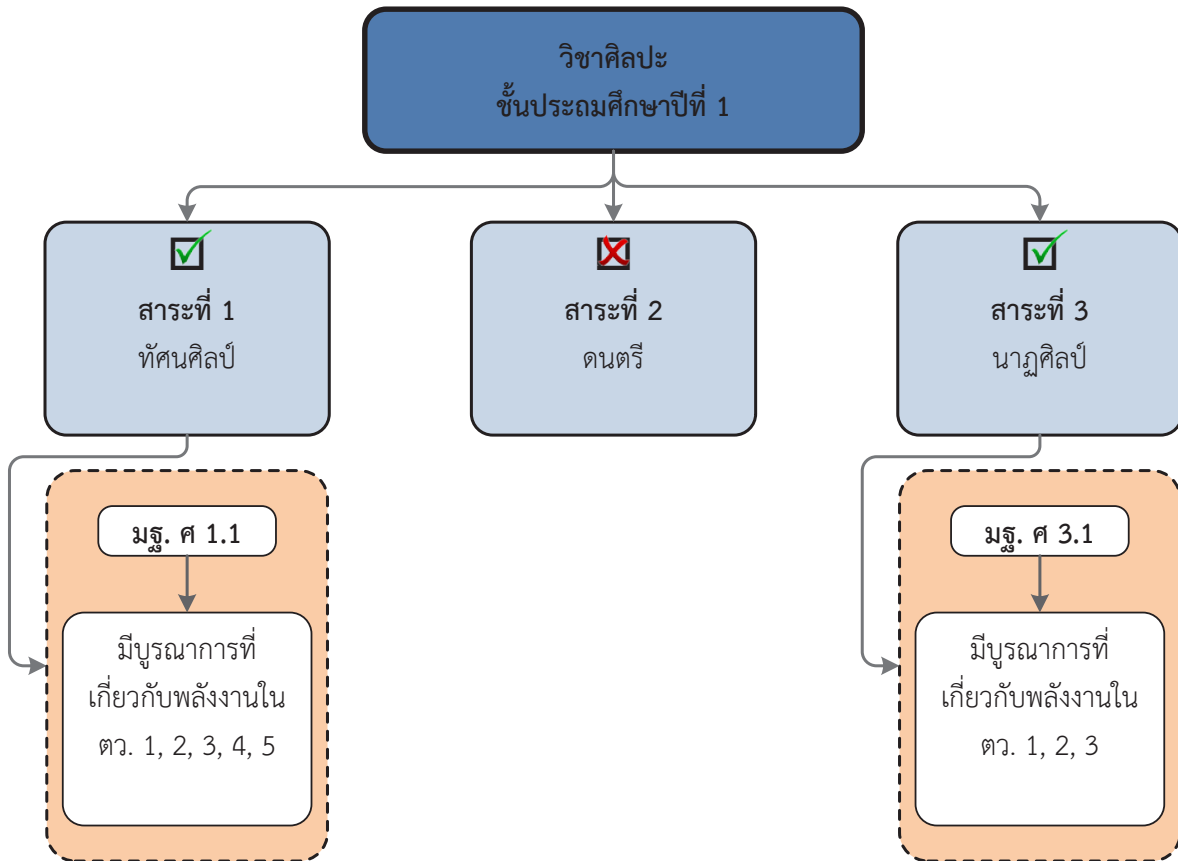 วิชาศิลปะ
ชั้นประถมศึกษาปีที่ 1
สาระที่ 1
ทัศนศิลป์
สาระที่ 2
ดนตรี
สาระที่ 3
นาฏศิลป์
มฐ. ศ 1.1
มีบูรณาการที่
เกี่ยวกับพลังงานใน
ตว. 1, 2, 3, 4, 5
มฐ. ศ 3.1
มีบูรณาการที่
เกี่ยวกับพลังงานใน
ตว. 1, 2, 3